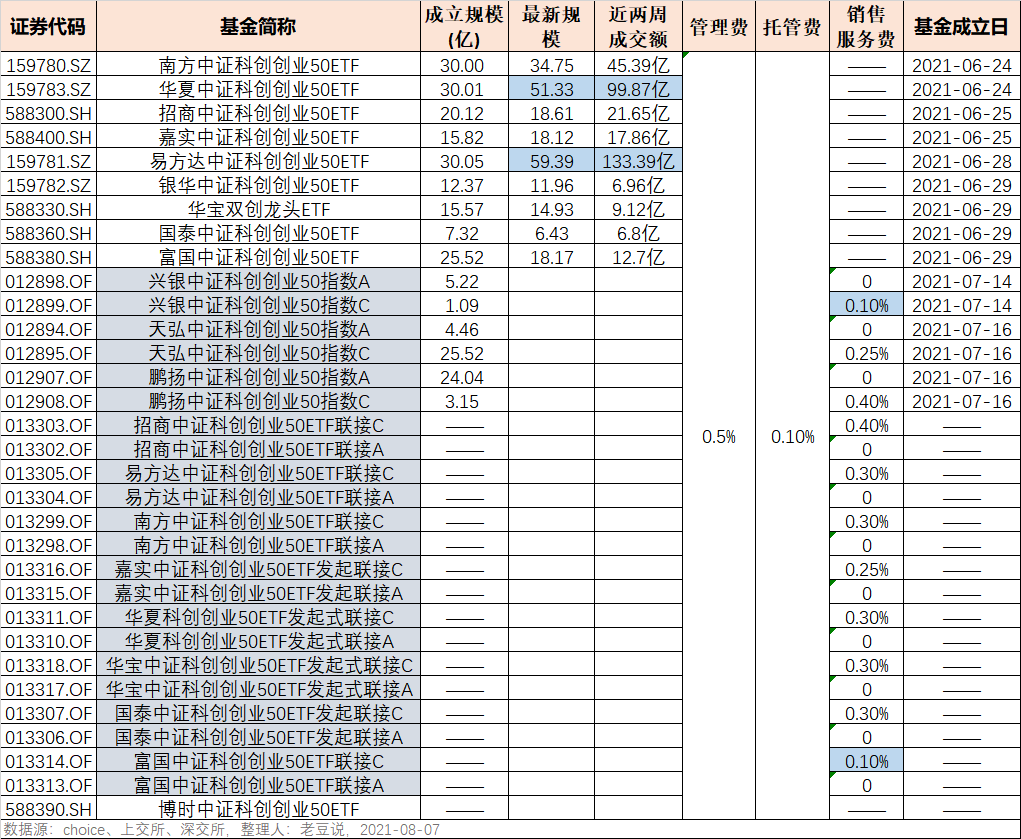 证券代码 基金简称 成立规模(亿) 最新规模 近两周成交额 管理费 托管费 销售服务费 基金成立日
159780.SZ 南方中证科创创业50ETF 30.00 34.75 45.39亿 —— 2021-06-24
159783.SZ 华夏中证科创创业50ETF 30.01 51.33 99.87亿 —— 2021-06-24
588300.SH 招商中证科创创业50ETF 20.12 18.61 21.65亿 —— 2021-06-25
588400.SH 嘉实中证科创创业50ETF 15.82 18.12 17.86亿 —— 2021-06-25
159781.SZ 易方达中证科创创业50ETF 30.05 59.39 133.39亿 —— 2021-06-28
159782.SZ 银华中证科创创业50ETF 12.37 11.96 6.96亿 —— 2021-06-29
588330.SH 华宝双创龙头ETF 15.57 14.93 9.12亿 —— 2021-06-29
588360.SH 国泰中证科创创业50ETF 7.32 6.43 6.8亿 —— 2021-06-29
588380.SH 富国中证科创创业50ETF 25.52 18.17 12.7亿 —— 2021-06-29
012898.OF 兴银中证科创创业50指数A 5.22 0 2021-07-14
012899.OF 兴银中证科创创业50指数C 1.09 0.10% 2021-07-14
012894.OF 天弘中证科创创业50指数A 4.46 0 2021-07-16
012895.OF 天弘中证科创创业50指数C 25.52 0.25% 2021-07-16
012907.OF 鹏扬中证科创创业50指数A 24.04 0 2021-07-16
012908.OF 鹏扬中证科创创业50指数C 3.15 0.40% 2021-07-16
013303.OF 招商中证科创创业50ETF联接C —— 0.5% 0.10% 0.40% ——
013302.OF 招商中证科创创业50ETF联接A —— 0 ——
013305.OF 易方达中证科创创业50ETF联接C —— 0.30% ——
013304.OF 易方达中证科创创业50ETF联接A —— 0 ——
013299.OF 南方中证科创创业50ETF联接C —— 0.30% ——
013298.OF 南方中证科创创业50ETF联接A —— 0 ——
013316.OF 嘉实中证科创创业50ETF发起联接C —— 0.25% ——
013315.OF 嘉实中证科创创业50ETF发起联接A —— 0 ——
013311.OF 华夏科创创业50ETF发起式联接C —— 0.30% ——
013310.OF 华夏科创创业50ETF发起式联接A —— 0 ——
013318.OF 华宝中证科创创业50ETF发起式联接C —— 0.30% ——
013317.OF 华宝中证科创创业50ETF发起式联接A —— 0 ——
013307.OF 国泰中证科创创业50ETF发起联接C —— 0.30% ——
013306.OF 国泰中证科创创业50ETF发起联接A —— 0 ——
013314.OF 富国中证科创创业50ETF联接C —— 0.10% ——
013313.OF 富国中证科创创业50ETF联接A —— 0 ——
588390.SH 博时中证科创创业50ETF —— ——
数据源：choice、上交所、深交所，整理人：老豆说，2021-08-07